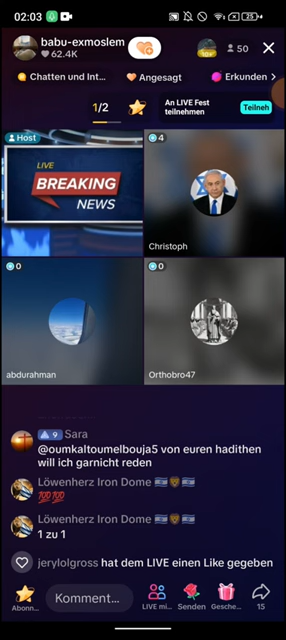 02:03
25
babu-exmoslem
62.4K
10+
50
Chatten und Int...
Angesagt
Erkunden
1/2
An LIVE Fest
teilnehmen
Teilneh
Host
LIVE
BREAKING
NEWS
4
Christoph
0
abdurahman
0
Orthobro47
9 Sara
@oumkaltoumelbouja5 von euren hadithen
will ich garnicht reden
Löwenherz Iron Dome 🇮🇱🦁🇮🇱
💯💯
Löwenherz Iron Dome 🇮🇱🦁🇮🇱
1 zu 1
jerylolgross hat dem LIVE einen Like gegeben
Abonn...
Komment...
LIVE mi...
Senden
Gesche...
15